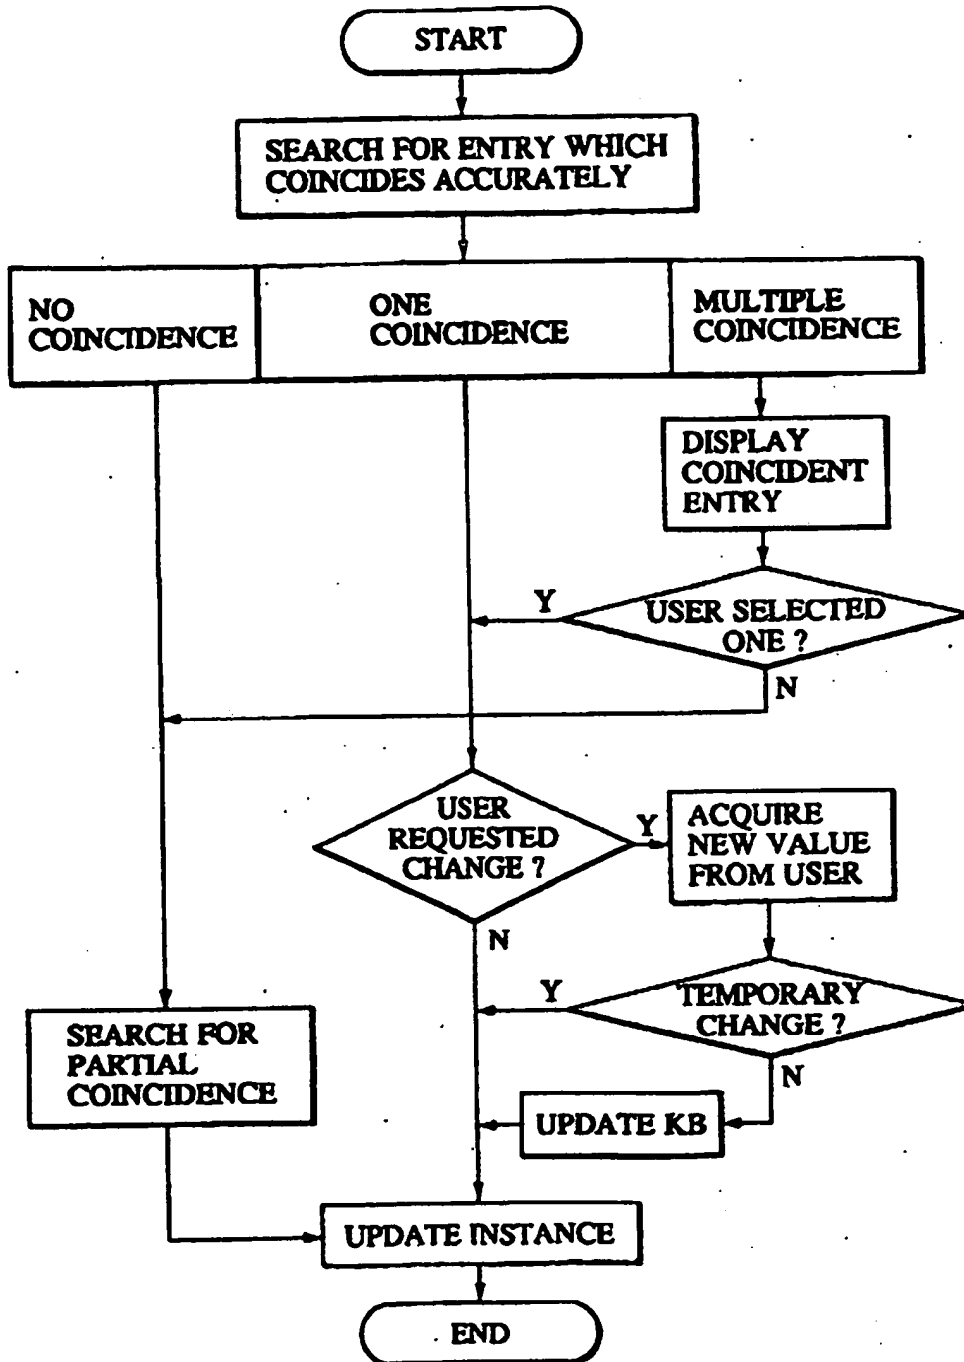 START
SEARCH FOR ENTRY WHICH
COINCIDES ACCURATELY
NO
COINCIDENCE
ONE
COINCIDENCE
MULTIPLE
COINCIDENCE
DISPLAY
COINCIDENT
ENTRY
Y
USER SELECTED
ONE ?
N
USER
REQUESTED
CHANGE ?
Y
ACQUIRE
NEW VALUE
FROM USER
N
Y
TEMPORARY
CHANGE ?
N
SEARCH FOR
PARTIAL
COINCIDENCE
UPDATE KB
UPDATE INSTANCE
END